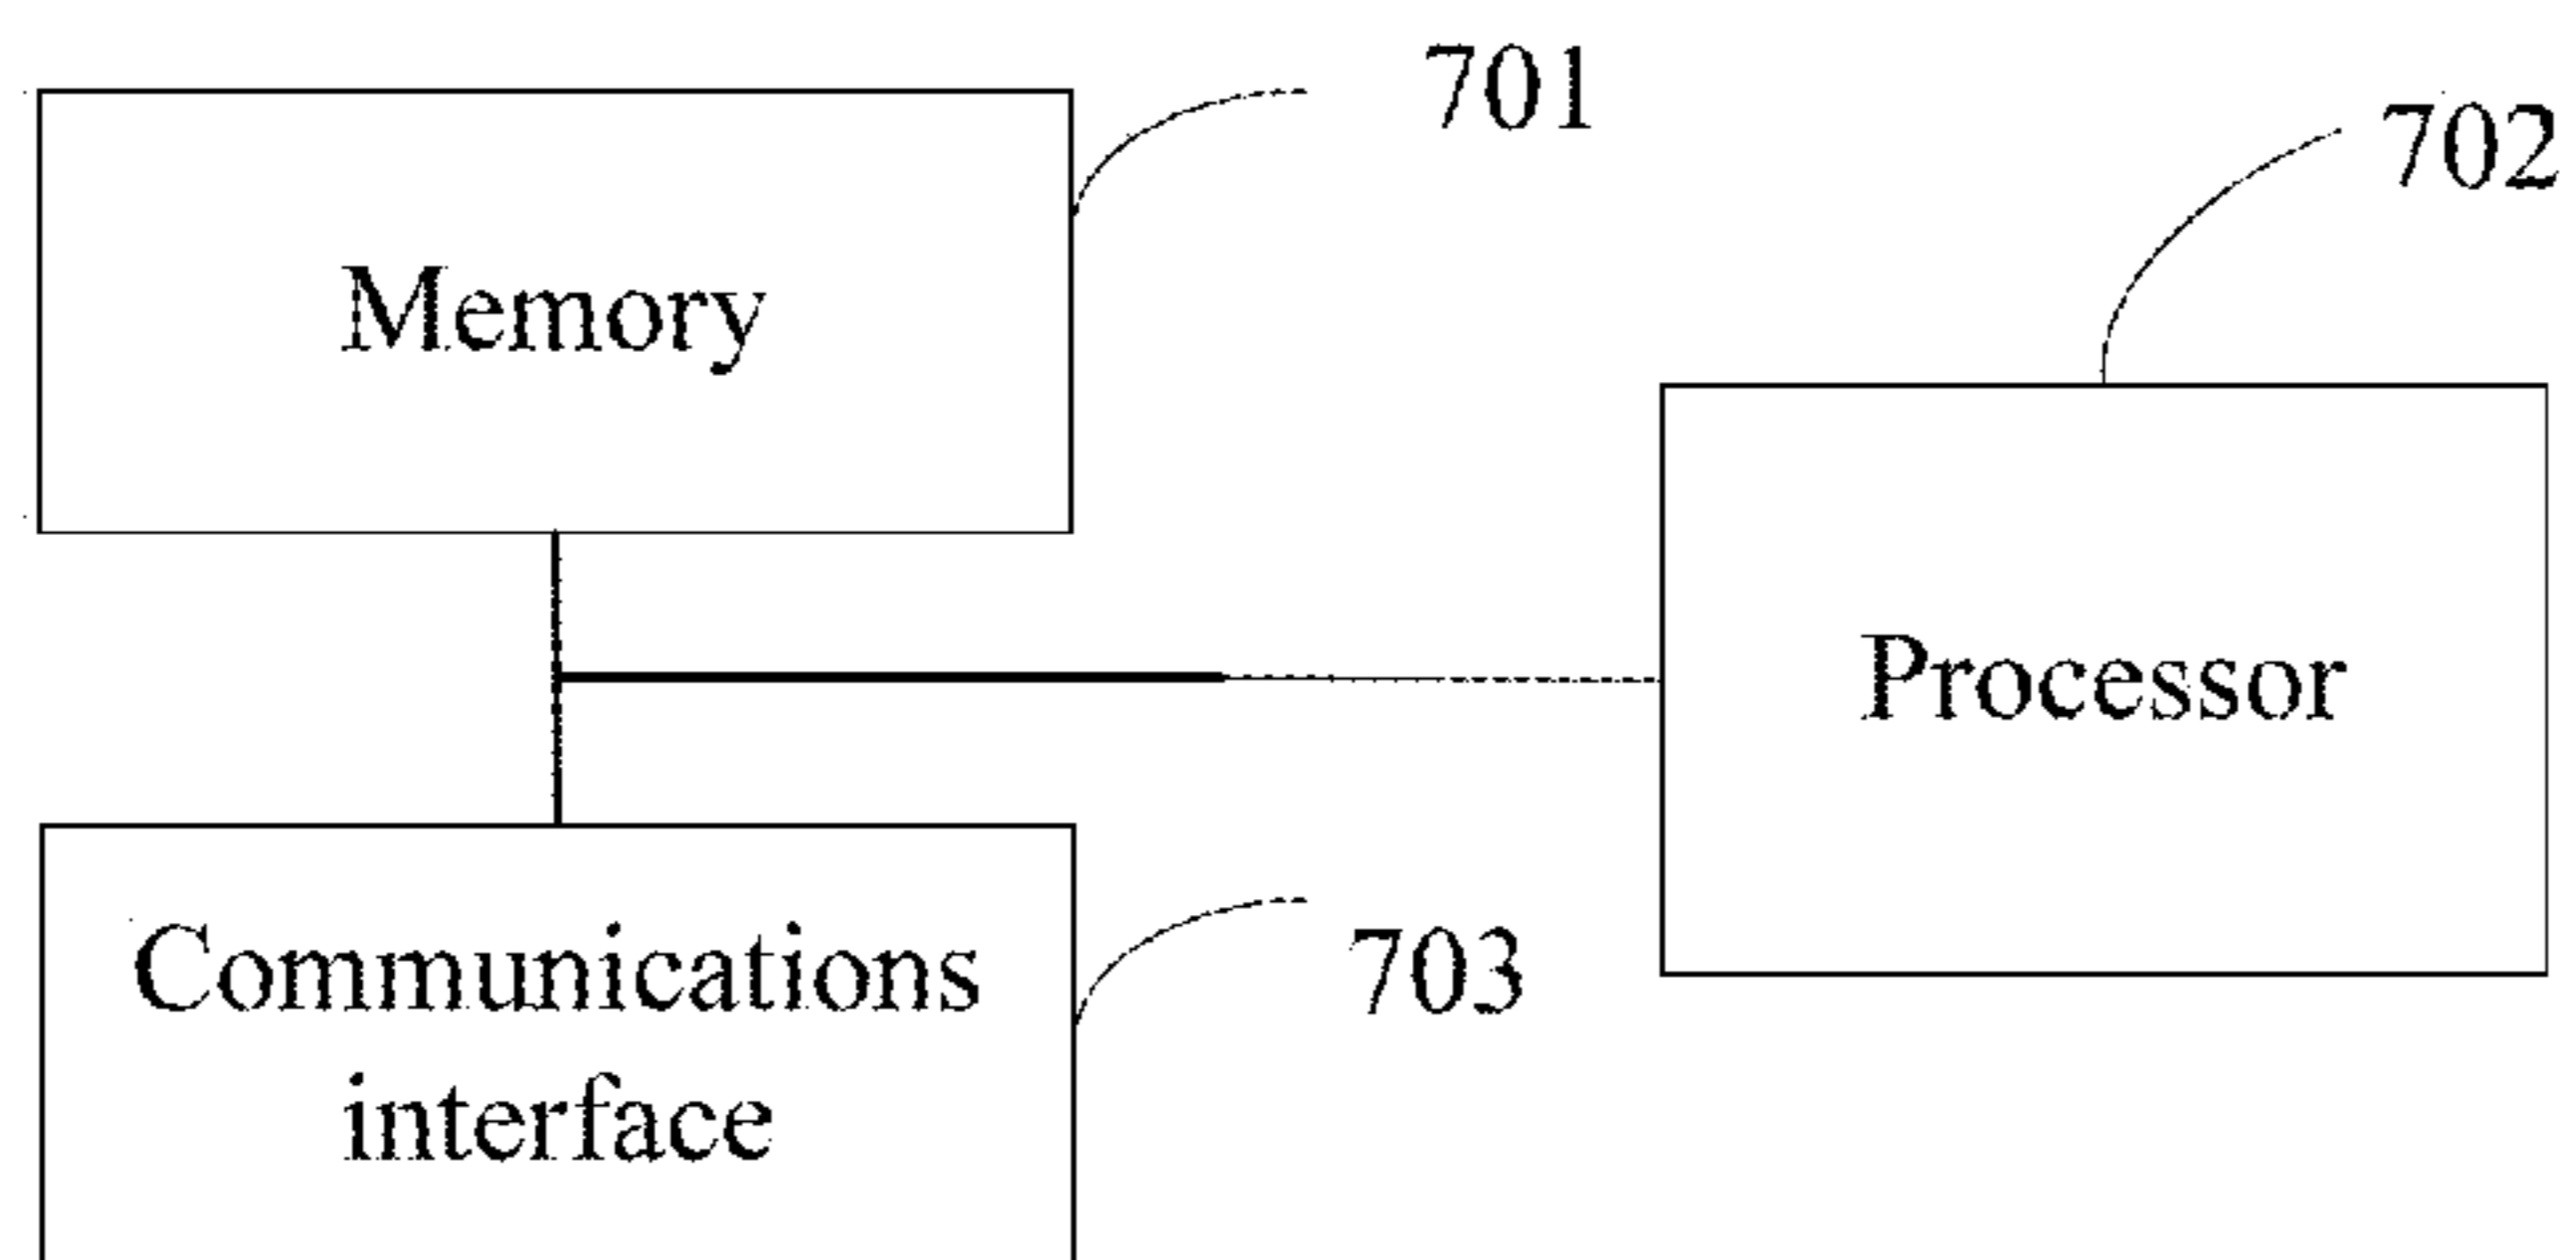 701
702
Memory
Processor
Communications
interface
703